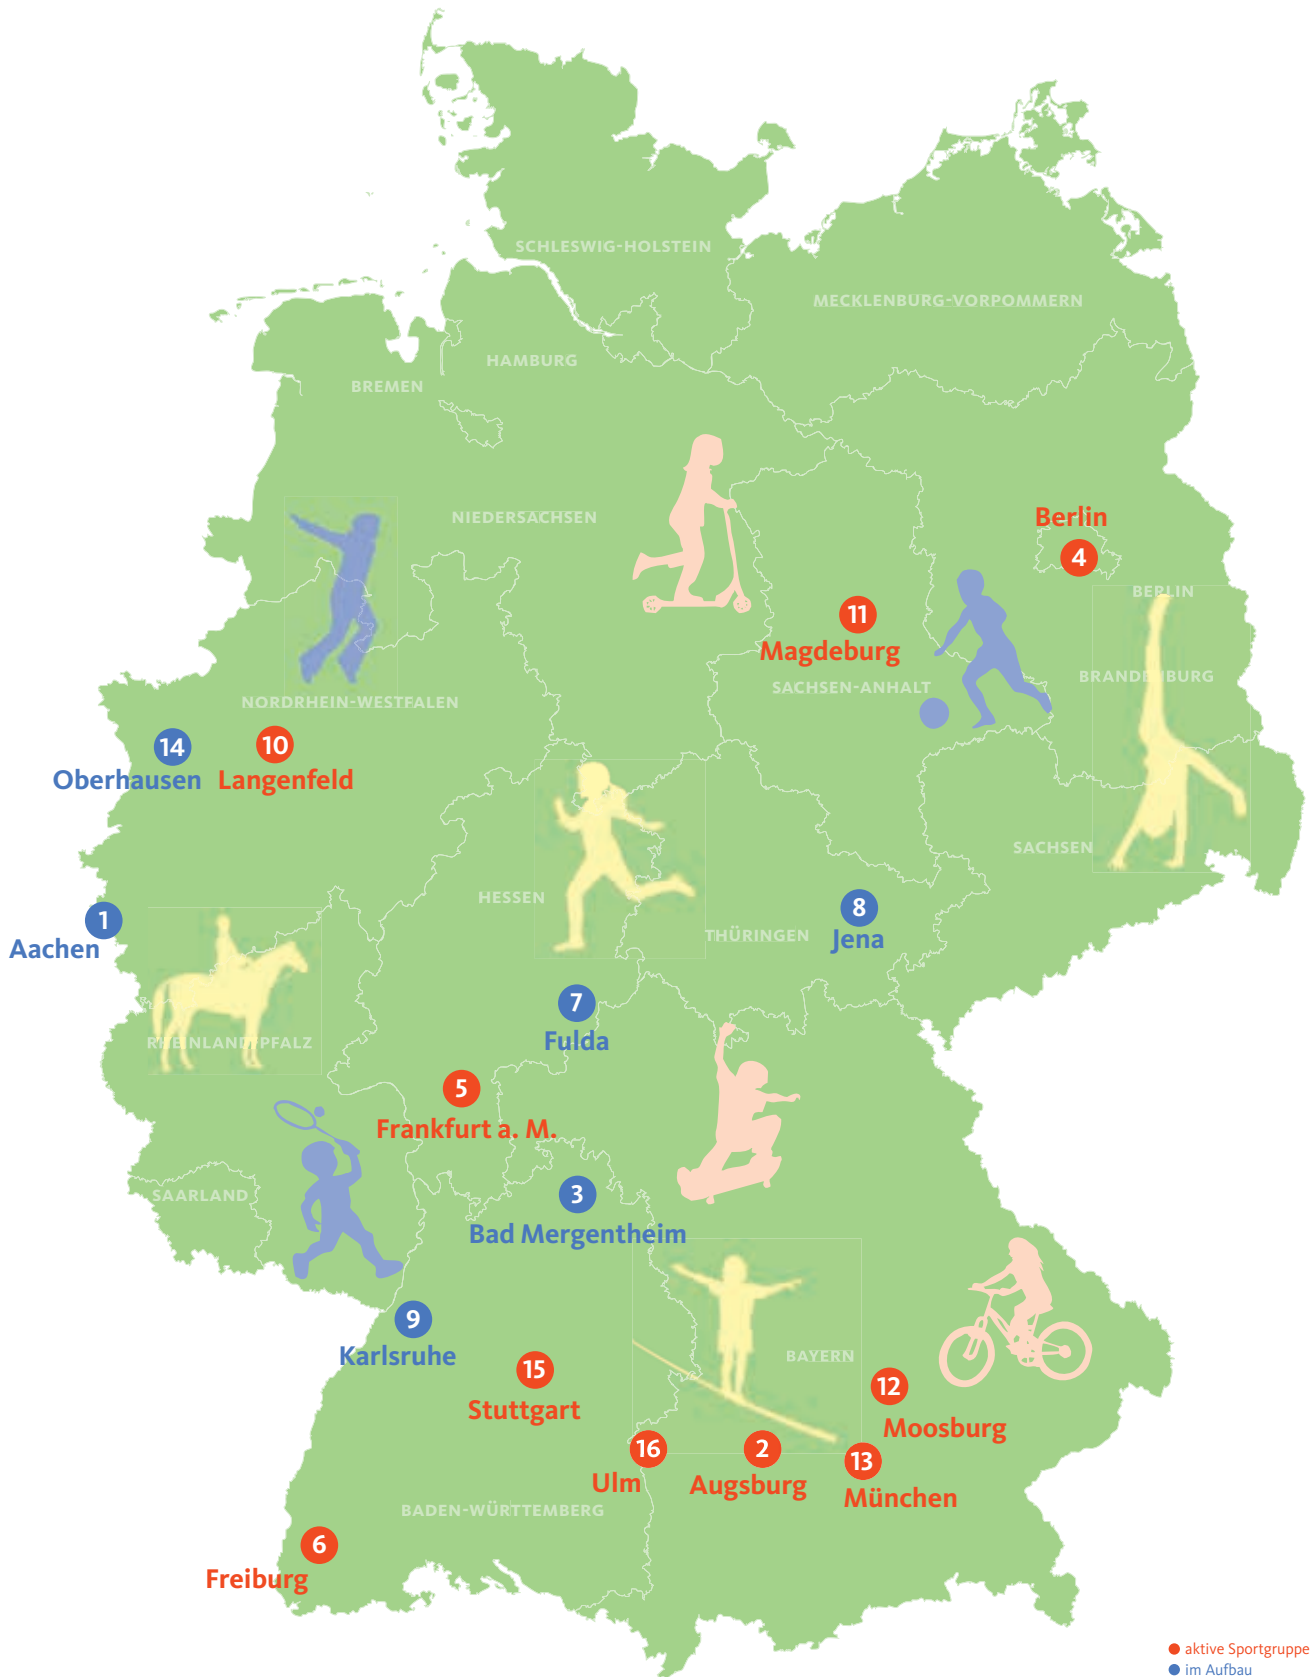 SCHLESWIG-HOLSTEIN
MECKLENBURG-VORPOMMERN
HAMBURG
BREMEN
NIEDERSACHSEN
Berlin
4
BERLIN
11
Magdeburg
SACHSEN-ANHALT
BRANDENBURG
NORDRHEIN-WESTFALEN
14
Oberhausen
10
Langenfeld
SACHSEN
HESSEN
1
Aachen
8
Jena
THÜRINGEN
7
Fulda
RHEINLAND-PFALZ
5
Frankfurt a. M.
SAARLAND
3
Bad Mergentheim
9
Karlsruhe
BAYERN
15
Stuttgart
12
Moosburg
16
Ulm
2
Augsburg
13
München
BADEN-WÜRTTEMBERG
6
Freiburg
aktive Sportgruppe
im Aufbau